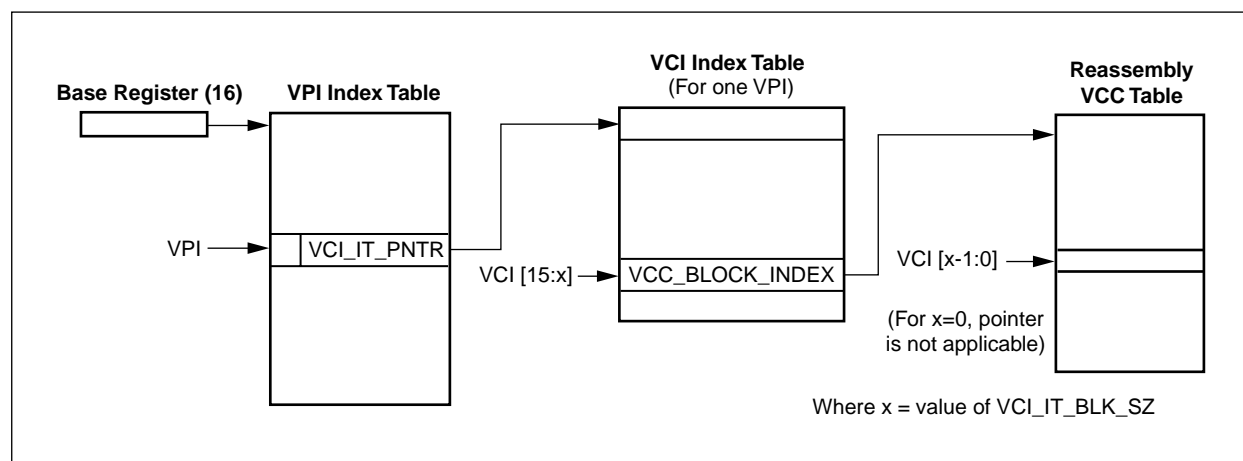 Base Register (16)
VPI Index Table
VCI Index Table
(For one VPI)
Reassembly
VCC Table
VPI
VCI_IT_PNTR
VCI [15:x]
VCC_BLOCK_INDEX
VCI [x-1:0]
(For x=0, pointer
is not applicable)
Where x = value of VCI_IT_BLK_SZ